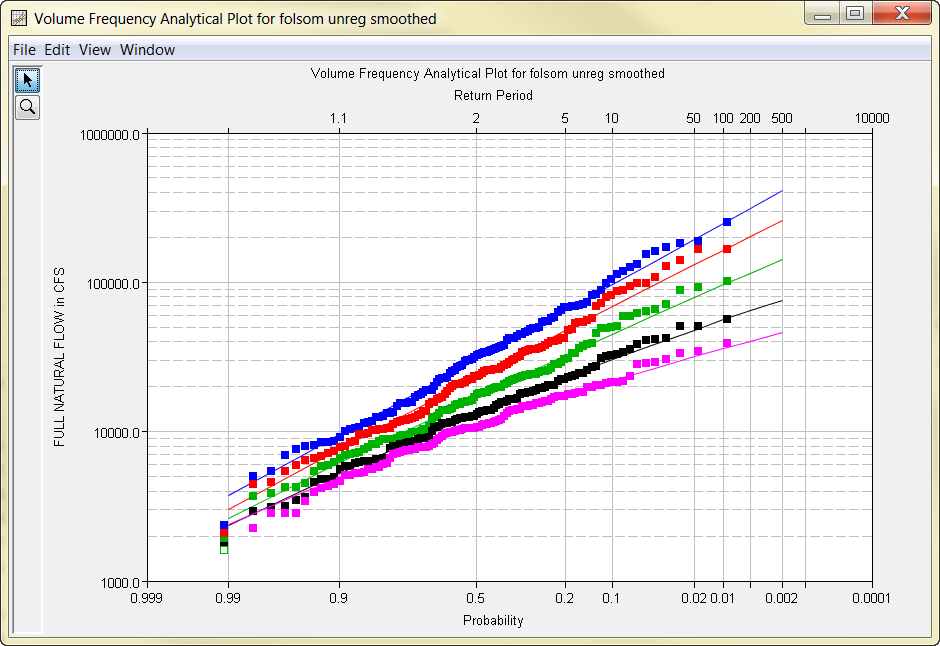 Volume Frequency Analytical Plot for folsom unreg smoothed
File Edit View Window
Volume Frequency Analytical Plot for folsom unreg smoothed
Return Period
1.1 2 5 10 50 100 200 500 10000
1000000.0
100000.0
10000.0
1000.0
FULL NATURAL FLOW in CFS
0.999 0.99 0.9 0.5 0.2 0.1 0.02 0.01 0.002 0.0001
Probability